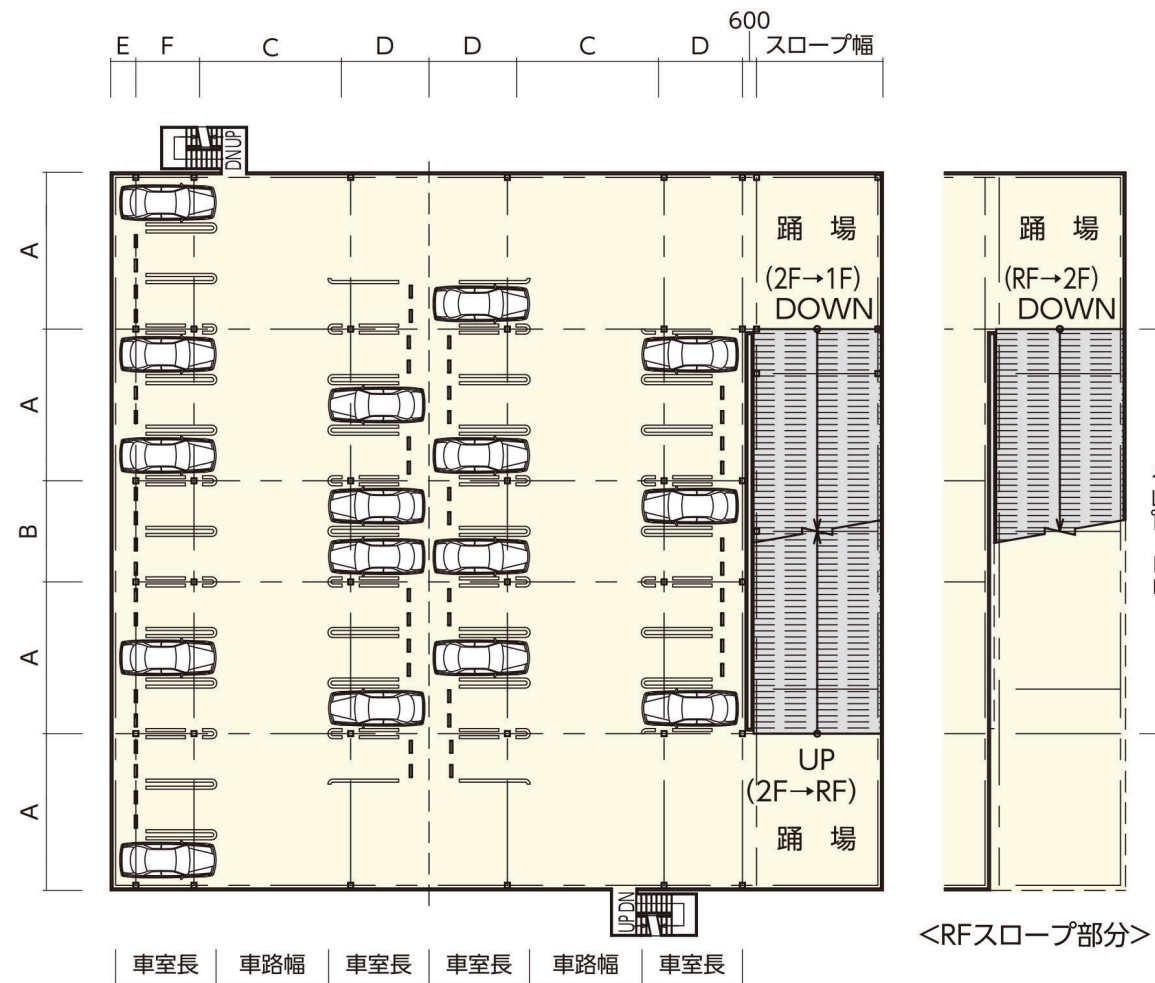 600
E F C D D C D スロープ幅
DN UP
A
A
B
A
A
踊 場
(2F→1F)
DOWN
UP
(2F→RF)
踊 場
UP DN
踊 場
(RF→2F)
DOWN
<RFスロープ部分>
車室長 車路幅 車室長 車室長 車路幅 車室長